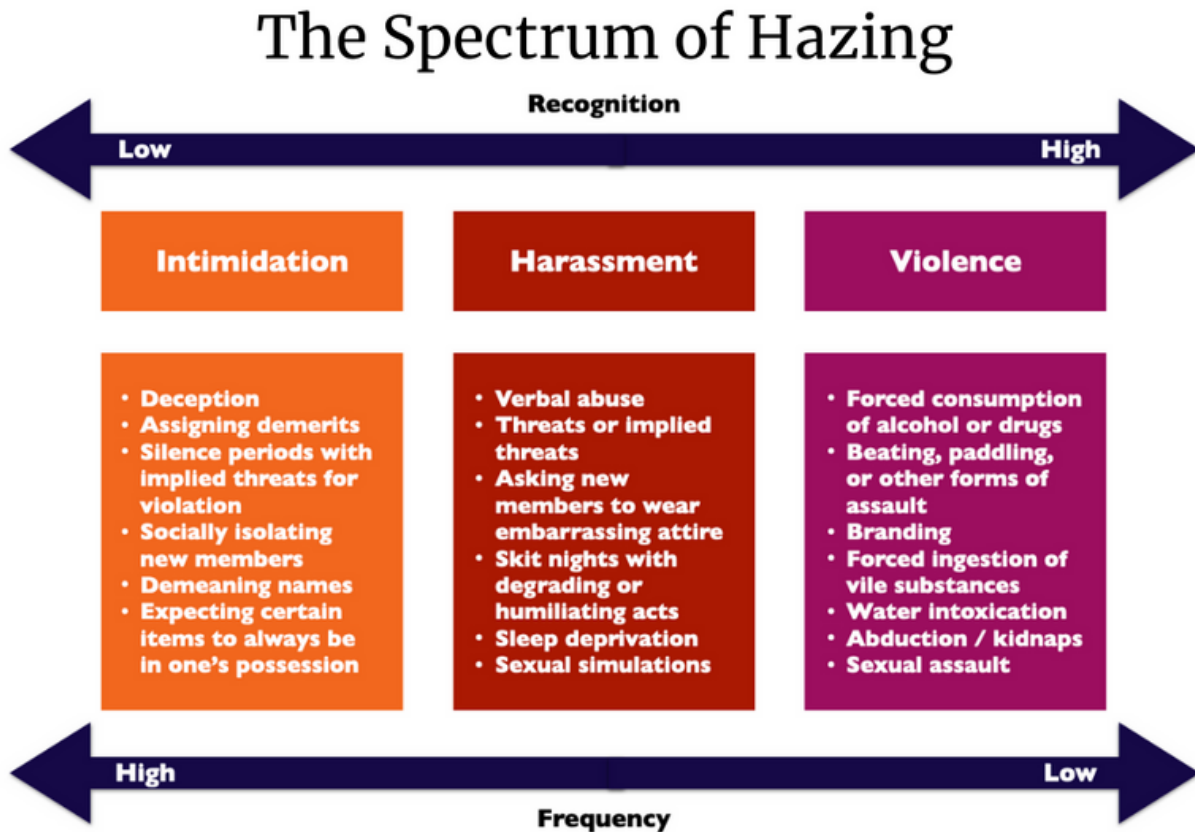 The Spectrum of Hazing
Recognition
Low
High
Intimidation
• Deception
• Assigning demerits
• Silence periods with
implied threats for
violation
• Socially isolating
new members
• Demeaning names
• Expecting certain
items to always be
in one's possession
Harassment
• Verbal abuse
• Threats or implied
threats
• Asking new
members to wear
embarrassing attire
• Skit nights with
degrading or
humiliating acts
• Sleep deprivation
• Sexual simulations
Violence
• Forced consumption
of alcohol or drugs
• Beating, paddling,
or other forms of
assault
• Branding
• Forced ingestion of
vile substances
• Water intoxication
• Abduction / kidnaps
• Sexual assault
High
Low
Frequency